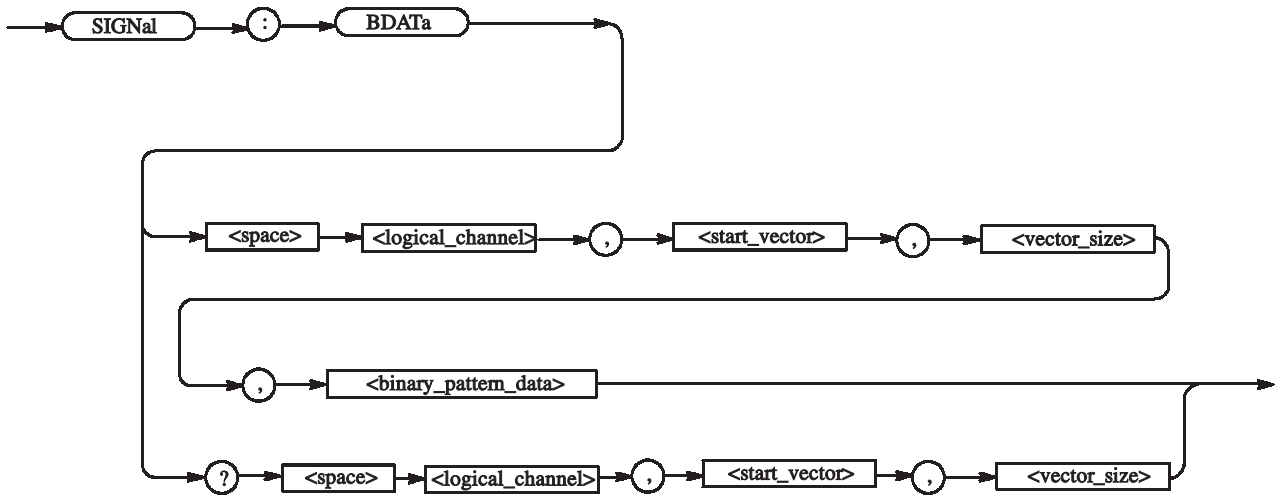 SIGNal : BDATa
<space> <logical_channel> , <start_vector> , <vector_size>
, <binary_pattern_data>
? <space> <logical_channel> , <start_vector> , <vector_size>